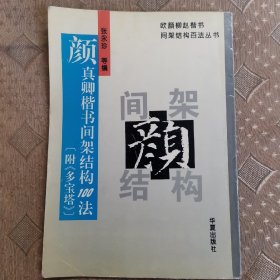 欧颜柳赵楷书
间架结构百法丛书
张永珍 等编
颜真卿楷书间架结构100法
〔附《多宝塔》〕
间架
颜
结构
华夏出版社